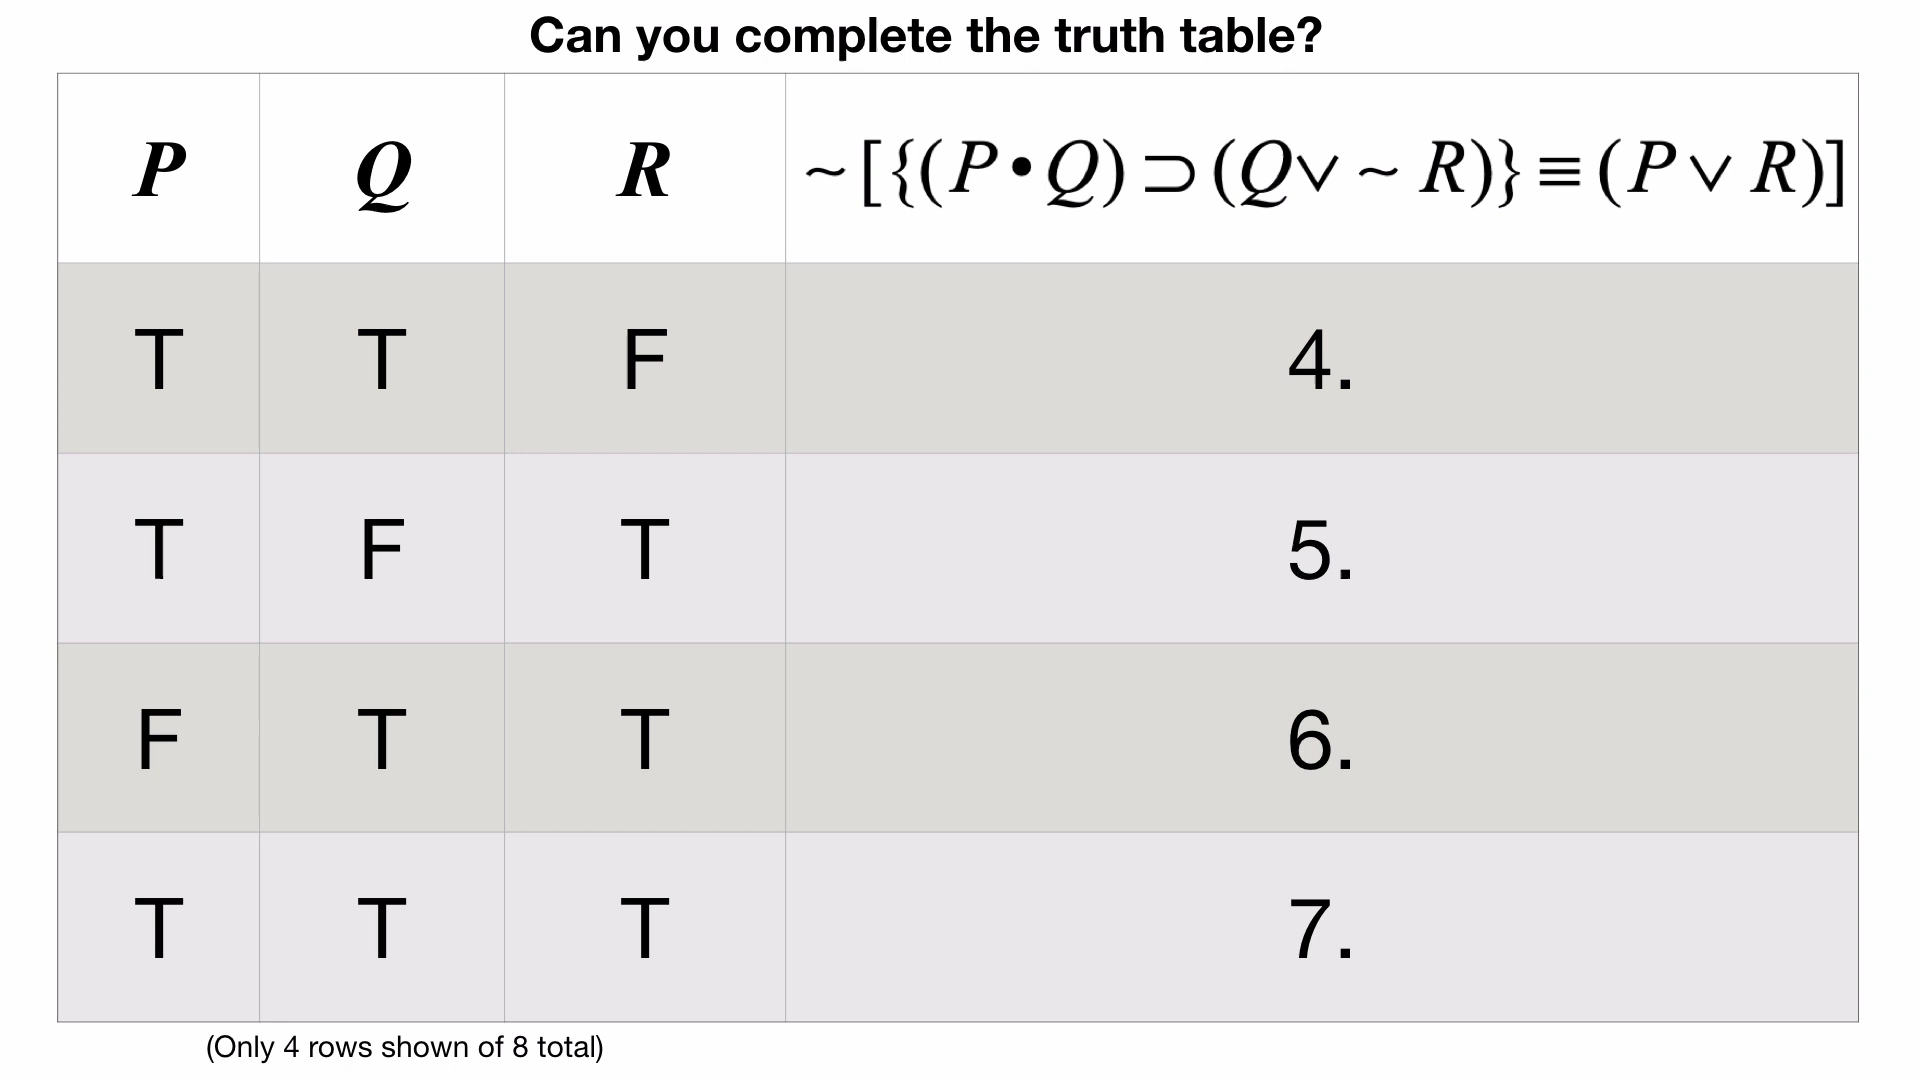 Can you complete the truth table?
P Q R ~[{(P•Q)⊃(Q∨~R)}≡(P∨R)]
T T F 4.
T F T 5.
F T T 6.
T T T 7.
(Only 4 rows shown of 8 total)